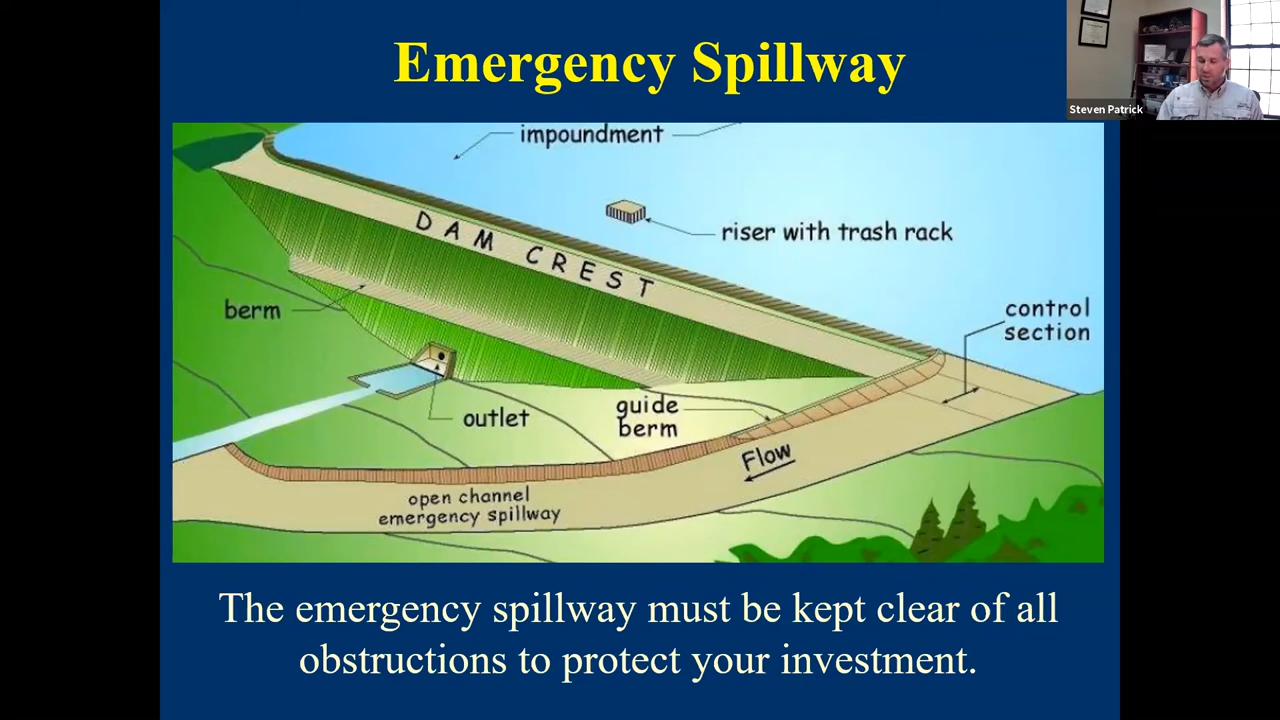 Emergency Spillway
Steven Patrick
impoundment
DAM CREST
riser with trash rack
berm
control
section
outlet
guide
berm
Flow
open channel
emergency spillway
The emergency spillway must be kept clear of all
obstructions to protect your investment.